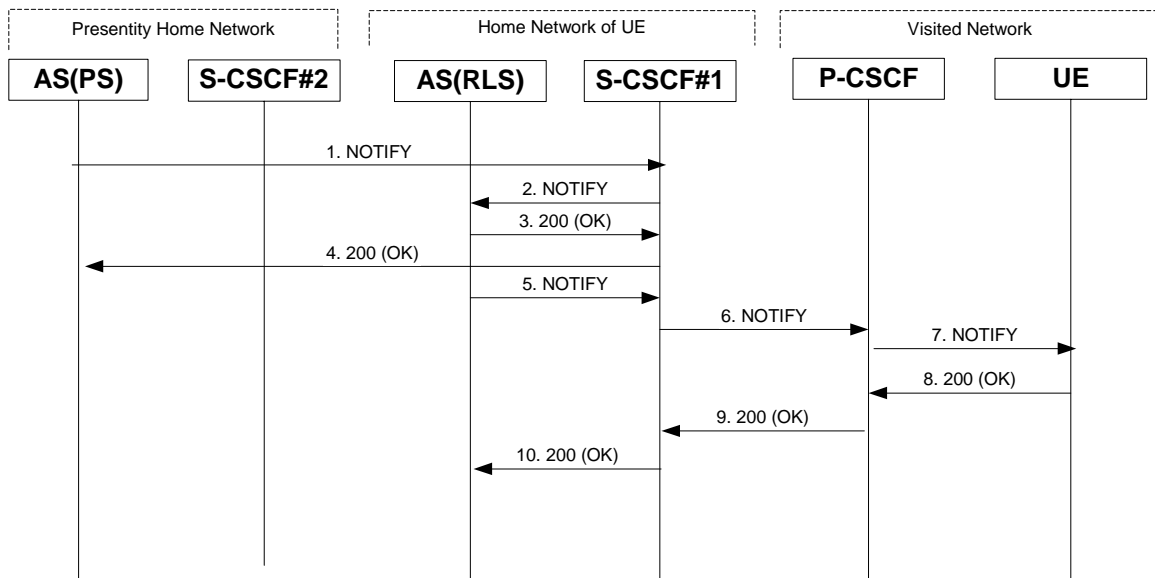 Presentity Home Network
Home Network of UE
Visited Network
AS(PS)
S-CSCF#2
AS(RLS)
S-CSCF#1
P-CSCF
UE
1. NOTIFY
2. NOTIFY
3. 200 (OK)
4. 200 (OK)
5. NOTIFY
6. NOTIFY
7. NOTIFY
8. 200 (OK)
9. 200 (OK)
10. 200 (OK)